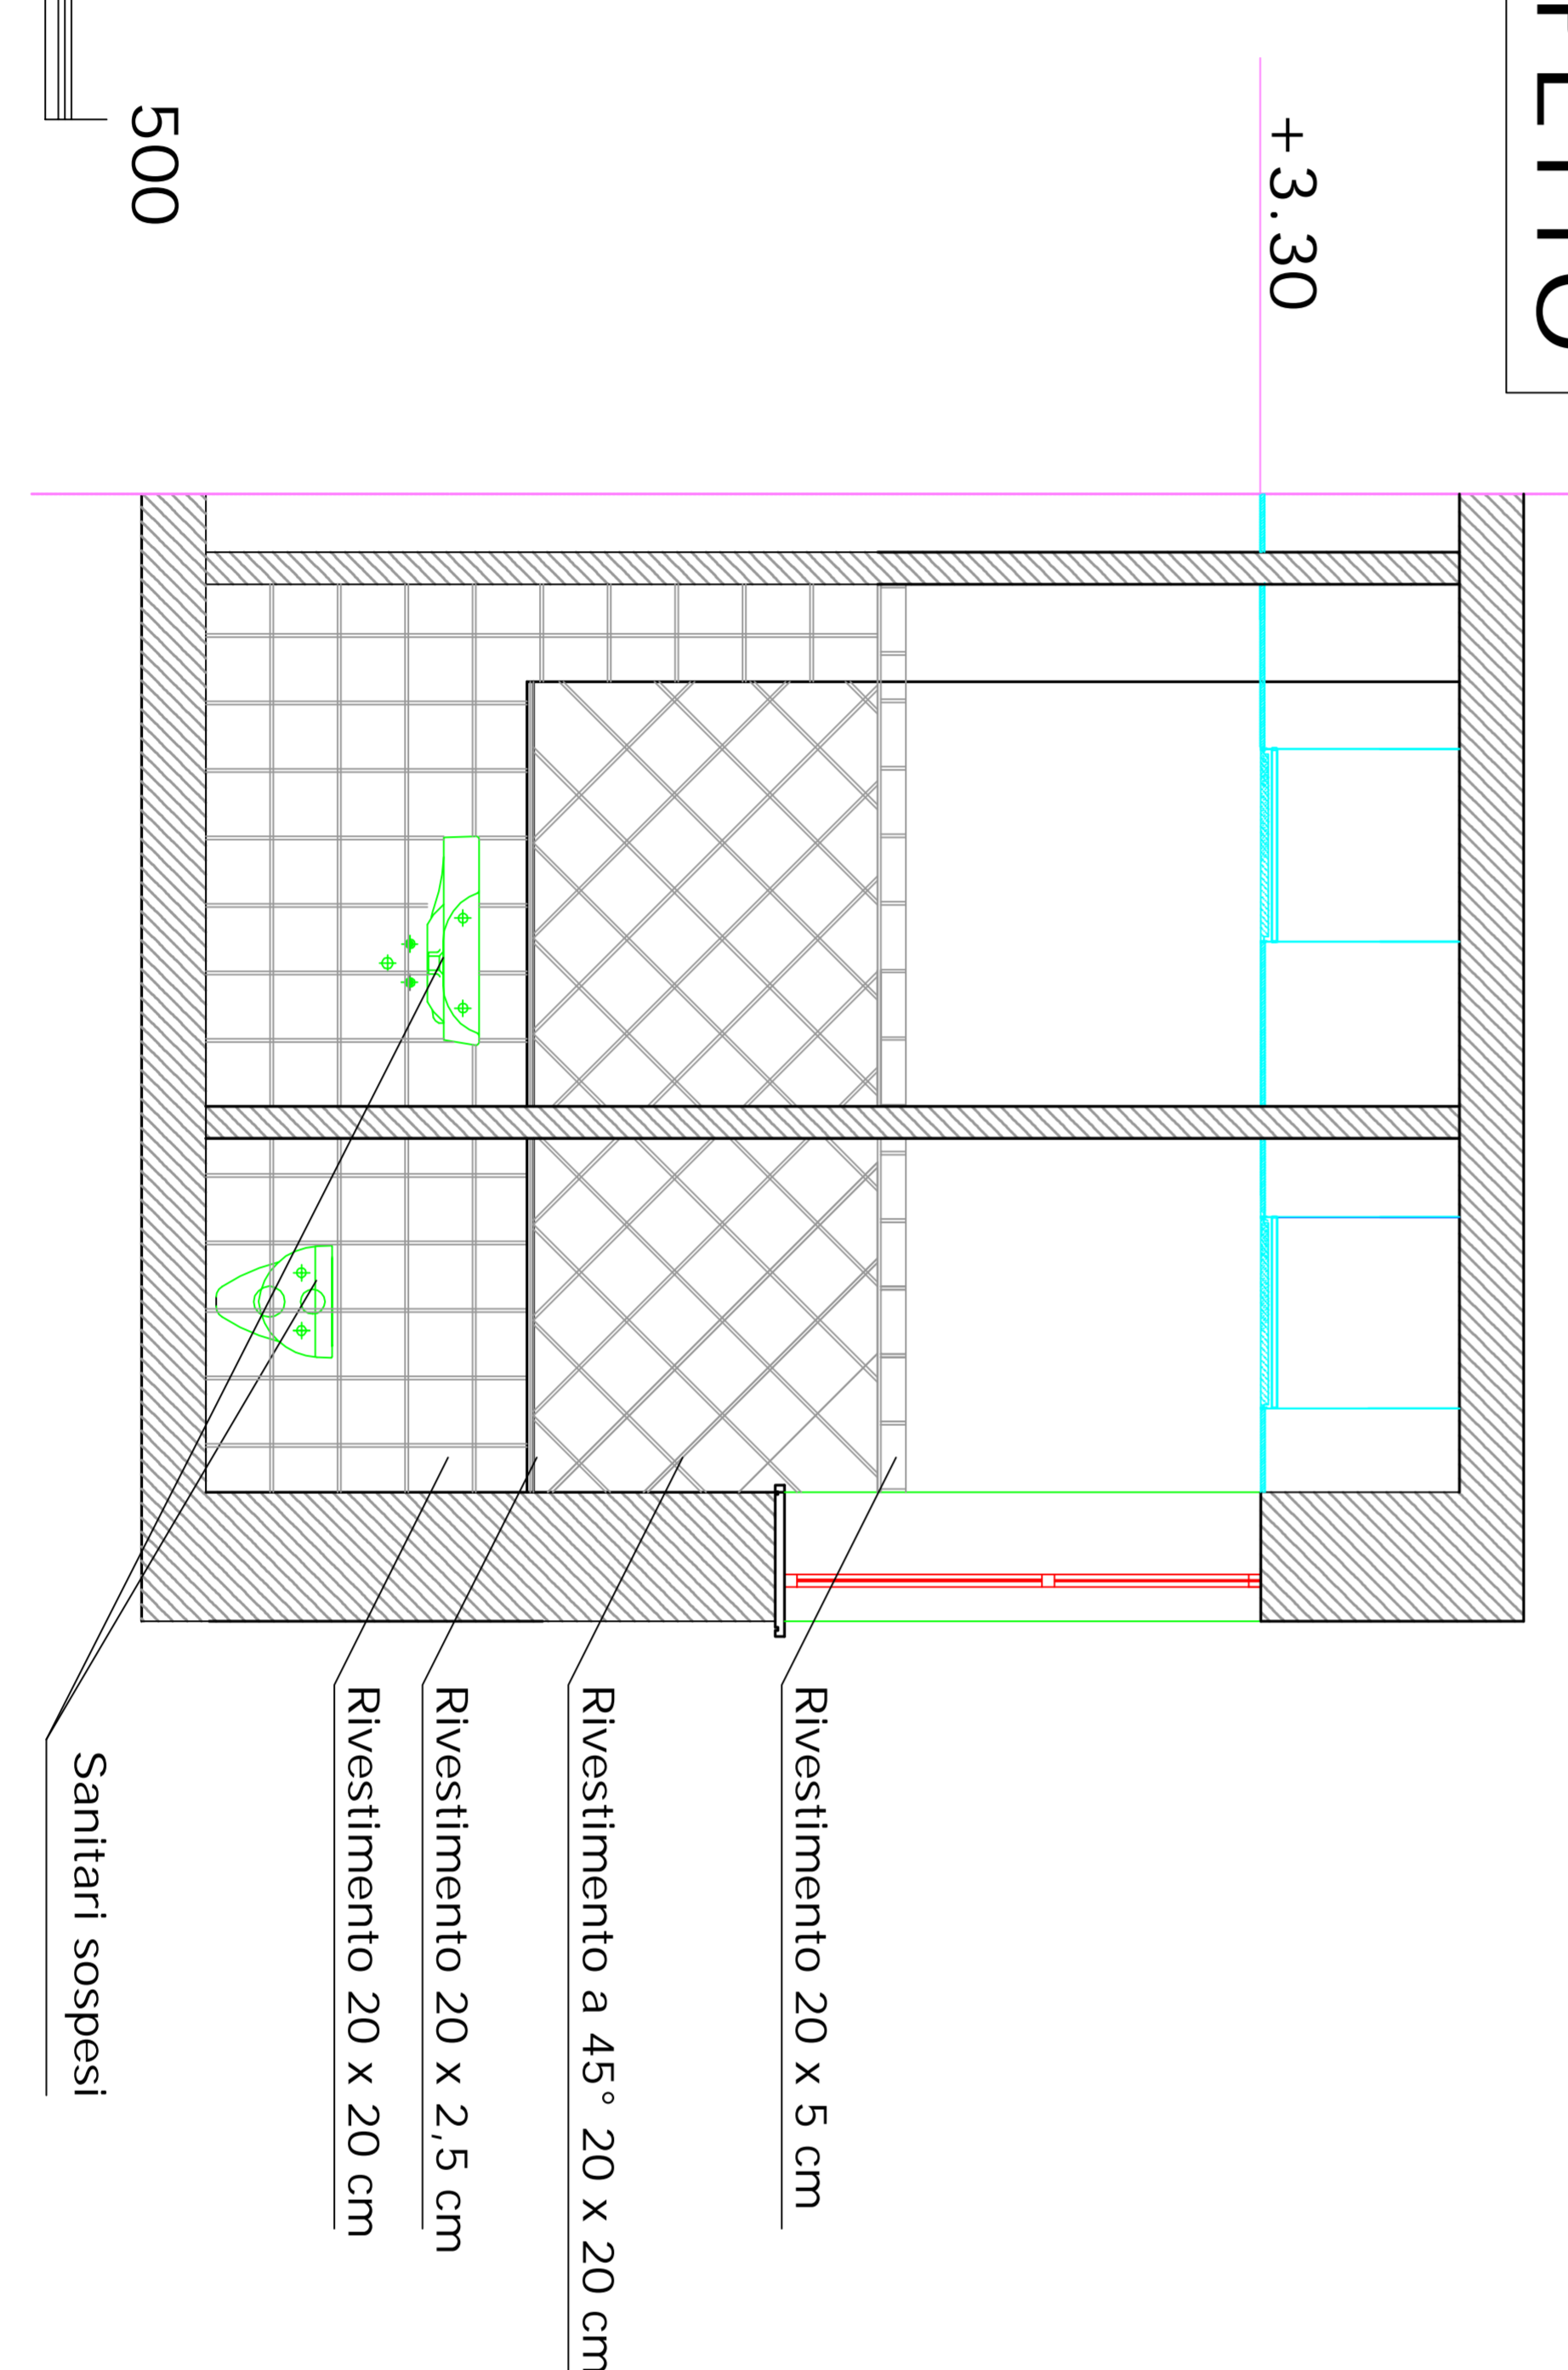 +3.30
Rivestimento 20 x 5 cm
Rivestimento a 45° 20 x 20 cm
Rivestimento 20 x 2,5 cm
Rivestimento 20 x 20 cm
500
Sanitari sospesi